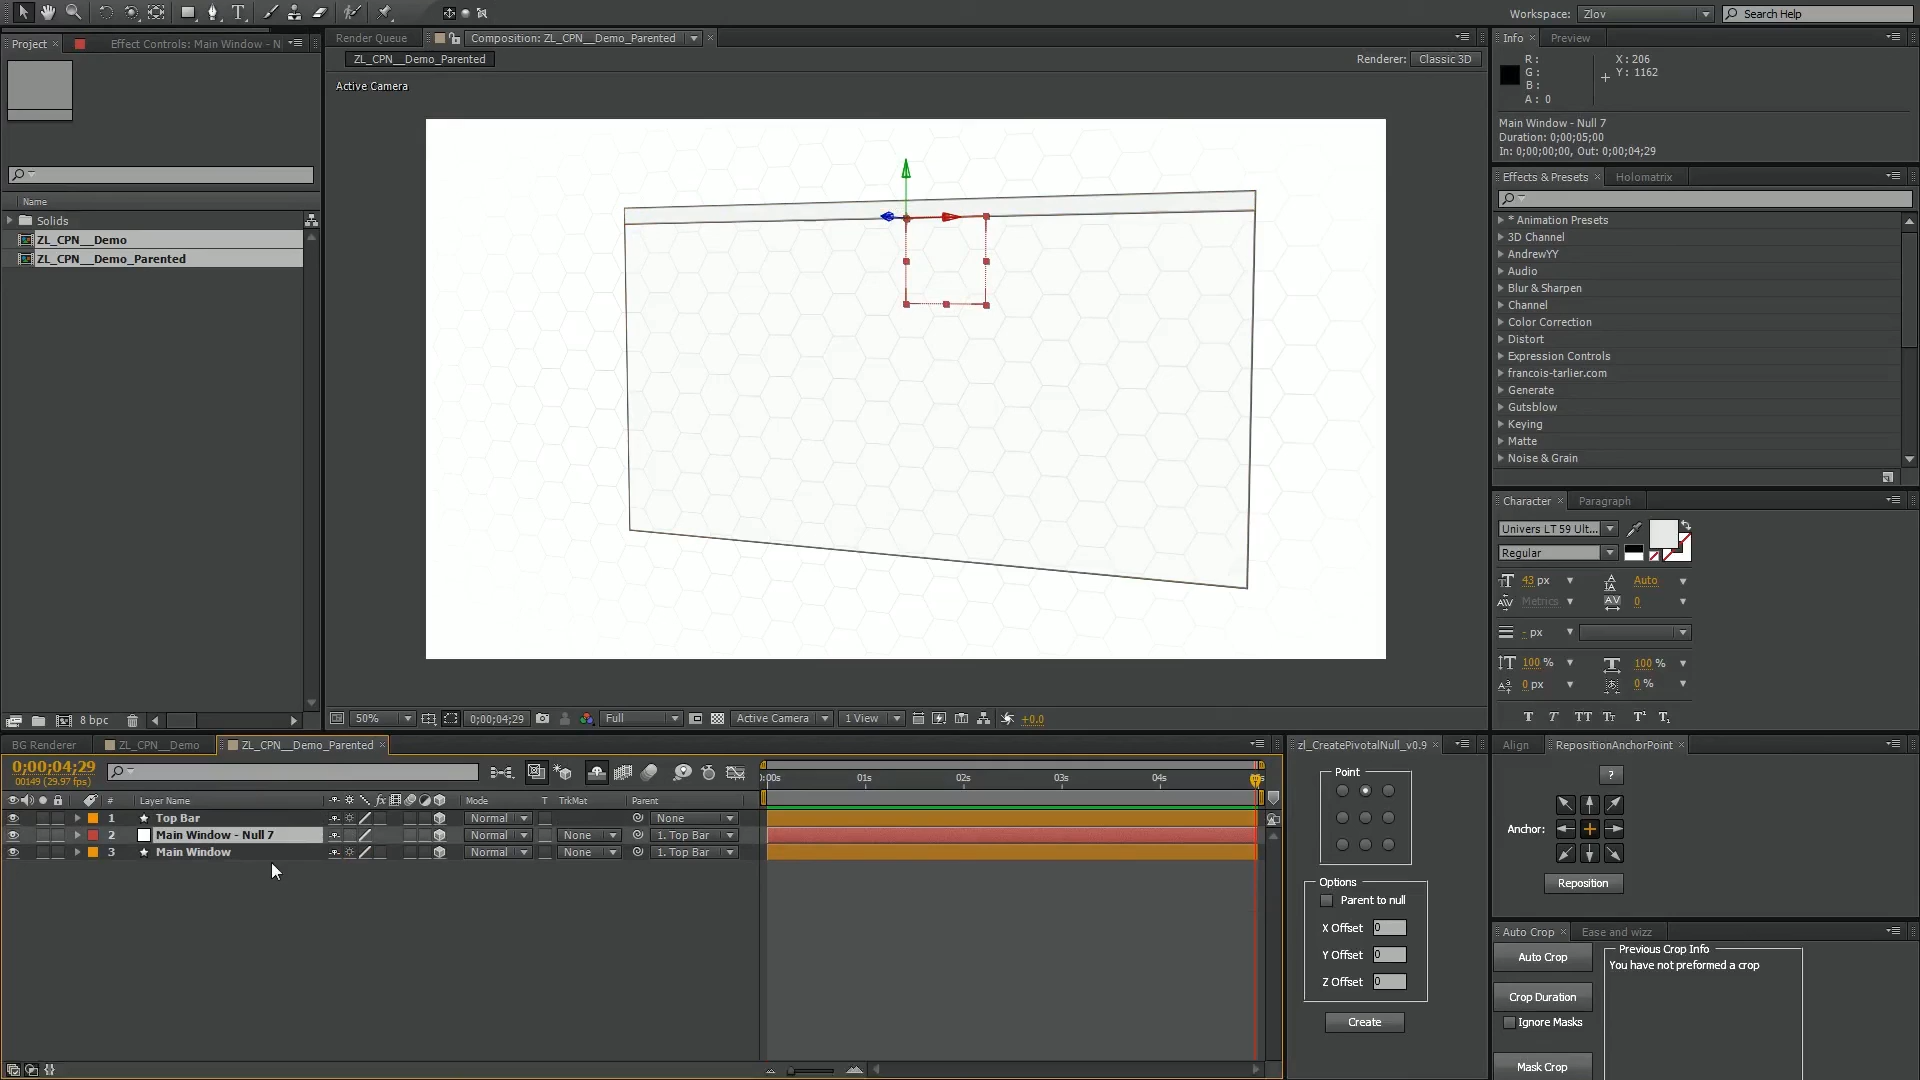 Workspace: Zlov Search Help
Project Effect Controls: Main Window - N
Render Queue Composition: ZL_CPN__Demo_Parented
Info Preview
ZL_CPN__Demo_Parented Renderer: Classic 3D
Active Camera
R :
G :
B :
A : 0
X : 206
Y : 1162
Main Window - Null 7
Duration: 0;00;05;00
In: 0;00;00;00, Out: 0;00;04;29
Effects & Presets Holomatrix
Name
Solids
ZL_CPN__Demo
ZL_CPN__Demo_Parented
* Animation Presets
3D Channel
AndrewYY
Audio
Blur & Sharpen
Channel
Color Correction
Distort
Expression Controls
francois-tarlier.com
Generate
Gutsblow
Keying
Matte
Noise & Grain
Character Paragraph
Univers LT 59 Ult...
Regular
43 px Auto
Metrics 0
- px
100 % 100 %
0 px 0 %
T T TT Tt T¹ T₁
8 bpc
50% 0;00;04;29 Full Active Camera 1 View +0.0
BG Renderer ZL_CPN__Demo ZL_CPN__Demo_Parented
0;00;04;29
00149 (29.97 fps)
:00s 01s 02s 03s 04s
# Layer Name fx Mode T TrkMat Parent
1 Top Bar Normal None
2 Main Window - Null 7 Normal None 1. Top Bar
3 Main Window Normal None 1. Top Bar
zl_CreatePivotalNull_v0.9
Point
Options
Parent to null
X Offset 0
Y Offset 0
Z Offset 0
Create
Align RepositionAnchorPoint
?
Anchor:
Reposition
Auto Crop Ease and wizz
Auto Crop
Crop Duration
Ignore Masks
Mask Crop
Previous Crop Info
You have not preformed a crop